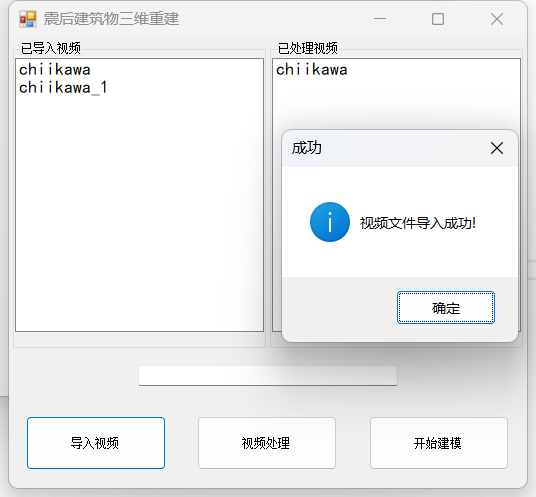 震后建筑物三维重建
已导入视频
chiikawa
chiikawa_1
已处理视频
chiikawa
成功
视频文件导入成功!
确定
导入视频
视频处理
开始建模